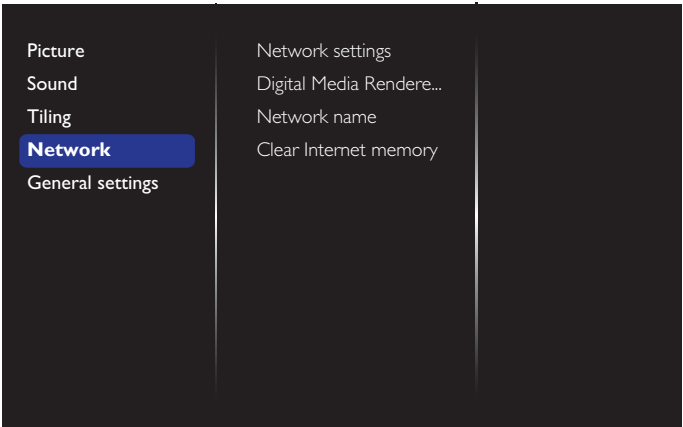 Picture
Sound
Tiling
Network
General settings
Network settings
Digital Media Rendere...
Network name
Clear Internet memory